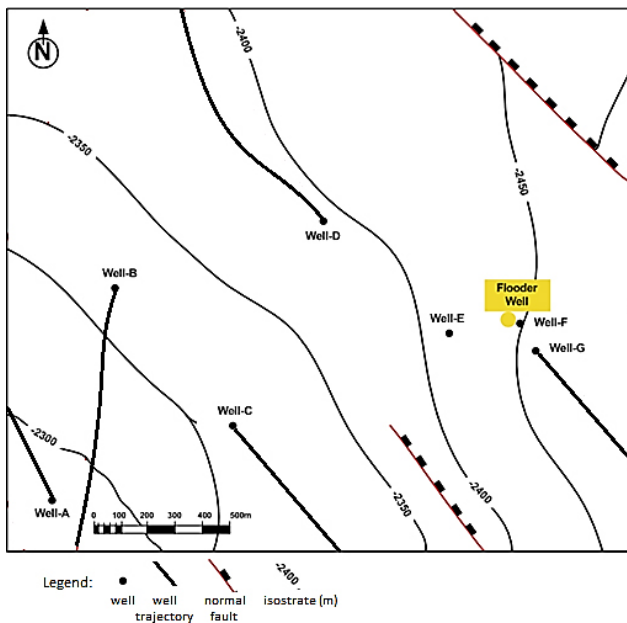 N
-2400
-2350
-2450
Well-D
Well-B
Flooder
Well
Well-E
Well-F
Well-G
Well-C
-2300
-2350
-2400
Well-A
0 100 200 300 400 500m
Legend:
-2400
well well normal isostrate (m)
trajectory fault